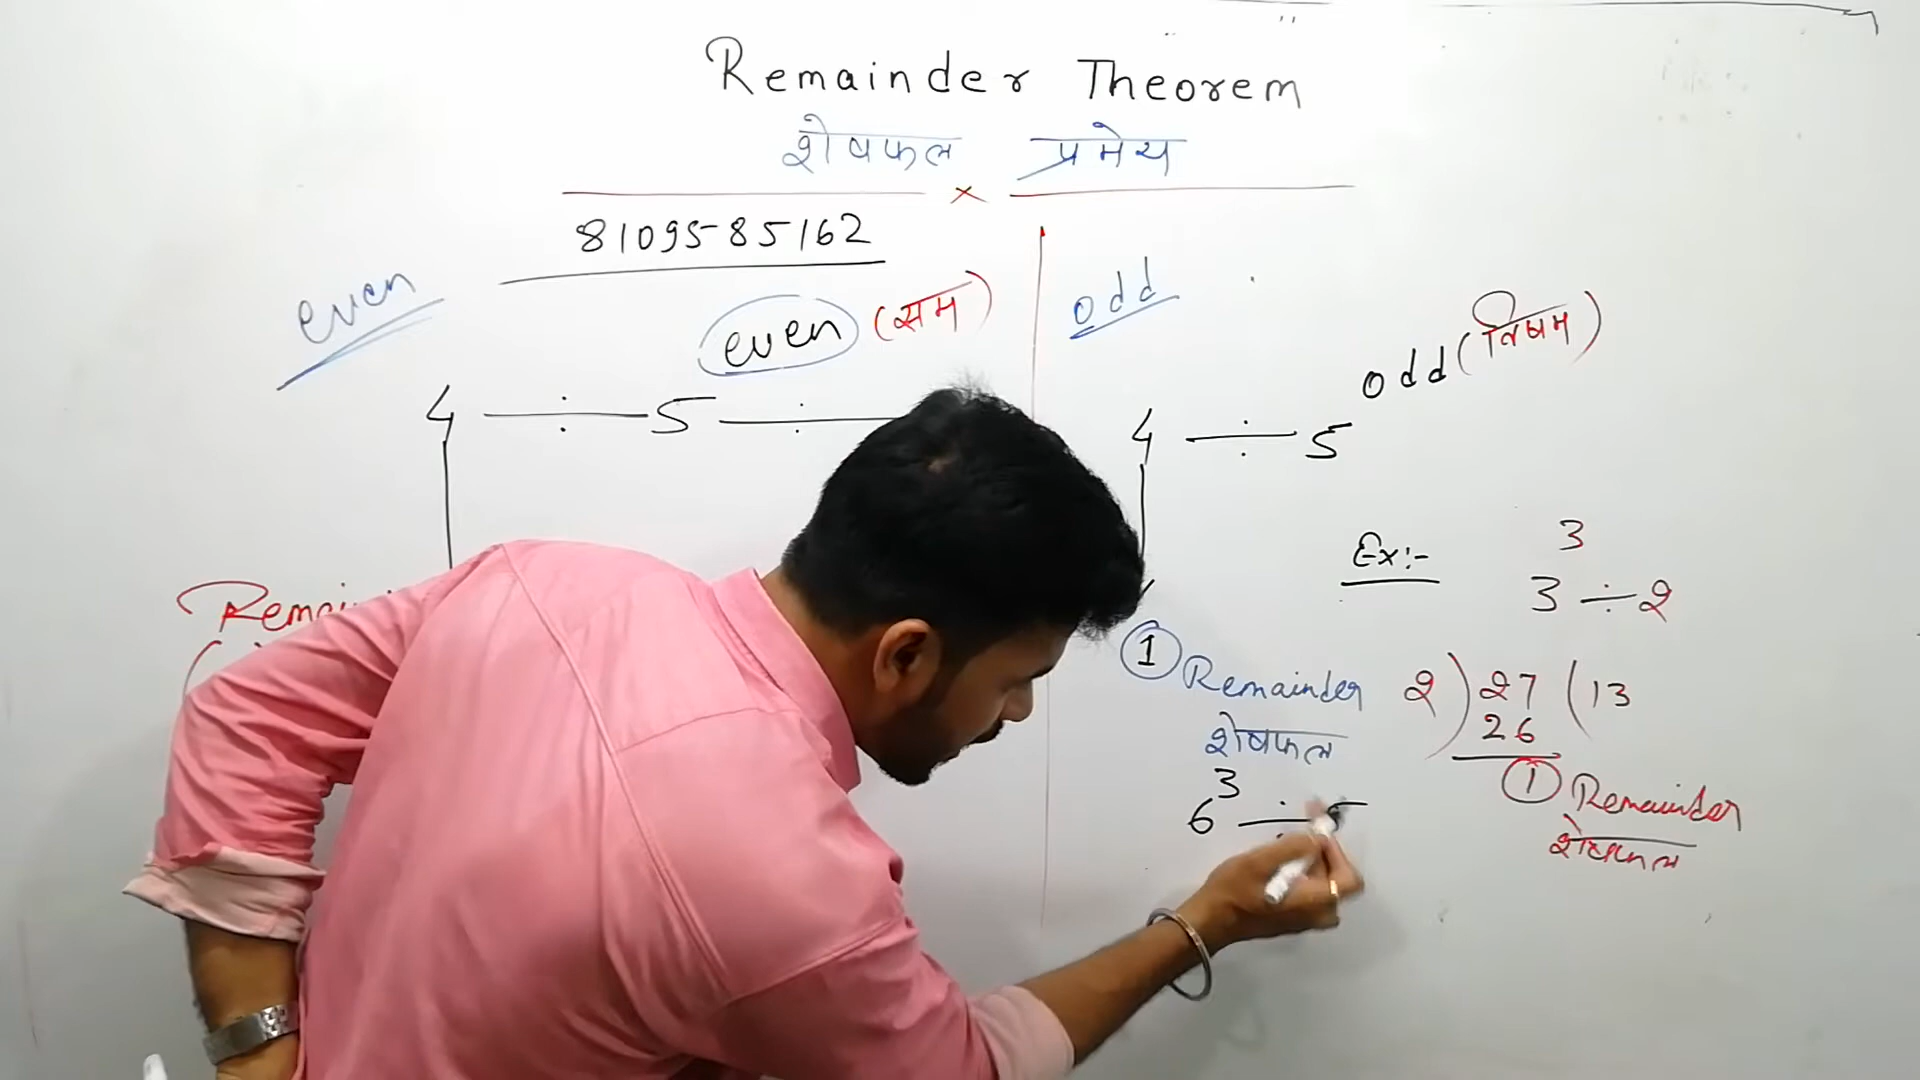 Remainder Theorem
शेषफल प्रमेय
×
81095-85162
even
even (सम)
4 ÷ 5 ÷
odd
odd (विषम)
4 ÷ 5
Ex:-
3
3 ÷ 2
① Remainder
शेषफल
3
6 ÷ 5
2 ) 27 ( 13
26
① Remainder
शेषफल